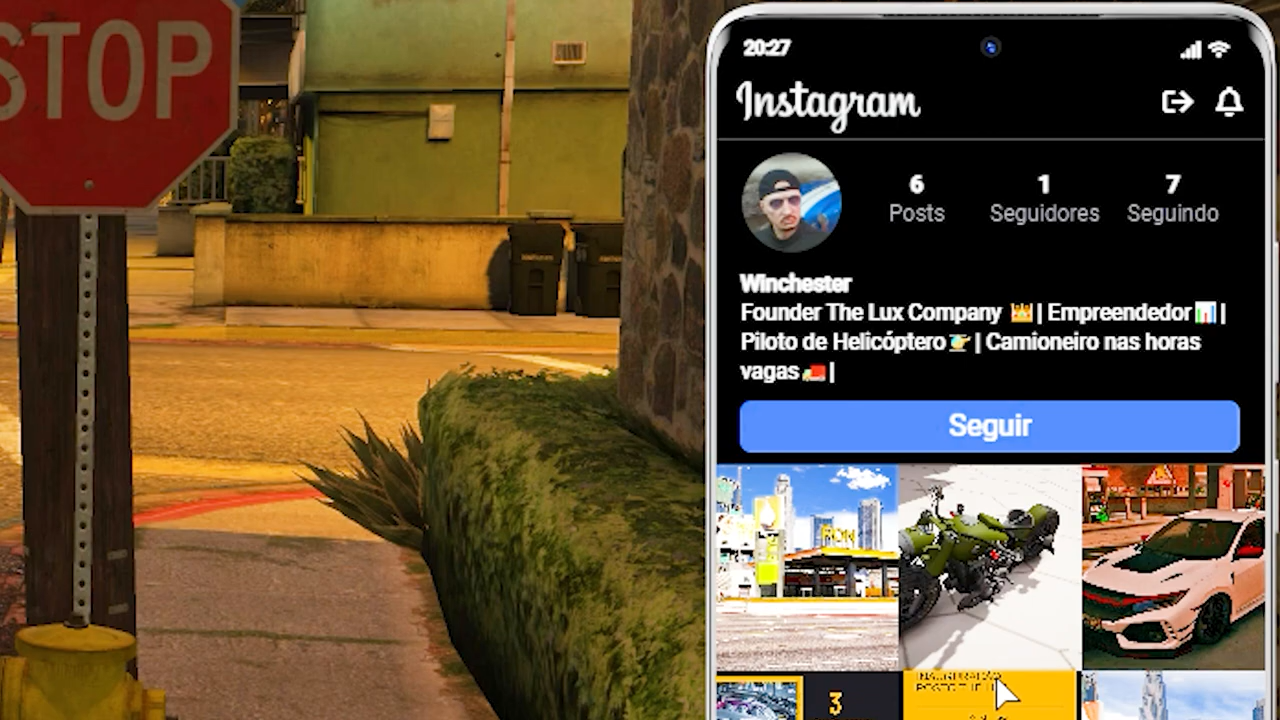 STOP
20:27
Instagram
6 1 7
Posts Seguidores Seguindo
Winchester
Founder The Lux Company 👑 | Empreendedor📊 |
Piloto de Helicóptero🚁 | Camioneiro nas horas
vagas🚚 |
Seguir
RON
3
INAUGURAÇÃO